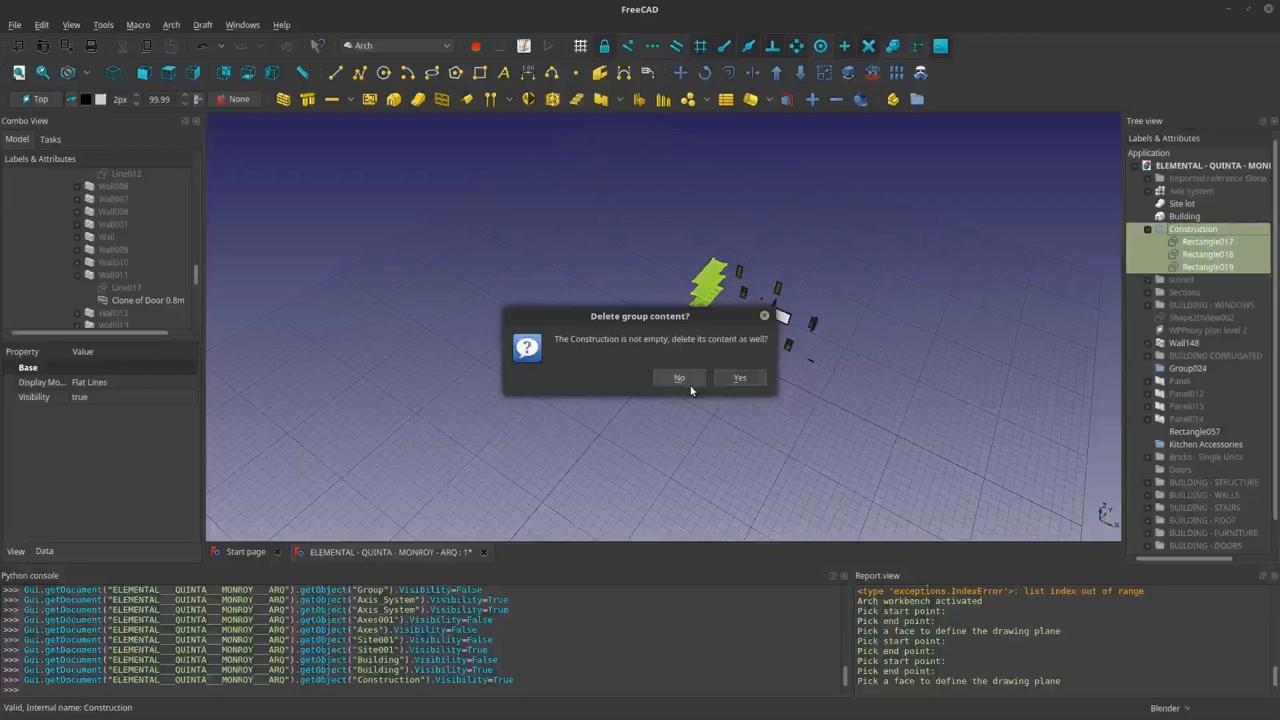 FreeCAD
File Edit View Tools Macro Arch Draft Windows Help
Arch
Top 2px 99.99 None
Combo View
Model Tasks
Labels & Attributes
Line012
Wall006
Wall007
Wall008
Wall001
Wall
Wall009
Wall010
Wall011
Line017
Clone of Door 0.8m
Wall012
Wall013
Property Value
Base
Display Mo... Flat Lines
Visibility true
View Data
Delete group content?
The Construction is not empty, delete its content as well?
No Yes
Tree view
Labels & Attributes
Application
ELEMENTAL - QUINTA - MONI
Imported reference Clone
Axis System
Site lot
Building
Construction
Rectangle017
Rectangle018
Rectangle019
stored
Sections
BUILDING - WINDOWS
Shape2DView002
WPProxy plan level 2
Wall148
BUILDING CORRUGATED
Group024
Panel
Panel012
Panel013
Panel014
Rectangle057
Kitchen Accessories
Bricks - Single Units
Doors
BUILDING - STRUCTURE
BUILDING - WALLS
BUILDING - STAIRS
BUILDING - ROOF
BUILDING - FURNITURE
BUILDING - DOORS
Start page ELEMENTAL - QUINTA - MONROY - ARQ : 1*
Python console
>>> Gui.getDocument("ELEMENTAL___QUINTA___MONROY___ARQ").getObject("Group").Visibility=False
>>> Gui.getDocument("ELEMENTAL___QUINTA___MONROY___ARQ").getObject("Axis_System").Visibility=True
>>> Gui.getDocument("ELEMENTAL___QUINTA___MONROY___ARQ").getObject("Axis_System").Visibility=True
>>> Gui.getDocument("ELEMENTAL___QUINTA___MONROY___ARQ").getObject("Axes001").Visibility=False
>>> Gui.getDocument("ELEMENTAL___QUINTA___MONROY___ARQ").getObject("Axes").Visibility=False
>>> Gui.getDocument("ELEMENTAL___QUINTA___MONROY___ARQ").getObject("Site001").Visibility=False
>>> Gui.getDocument("ELEMENTAL___QUINTA___MONROY___ARQ").getObject("Site001").Visibility=True
>>> Gui.getDocument("ELEMENTAL___QUINTA___MONROY___ARQ").getObject("Building").Visibility=False
>>> Gui.getDocument("ELEMENTAL___QUINTA___MONROY___ARQ").getObject("Building").Visibility=True
>>> Gui.getDocument("ELEMENTAL___QUINTA___MONROY___ARQ").getObject("Construction").Visibility=True
>>>
Report view
<type 'exceptions.IndexError'>: list index out of range
Arch workbench activated
Pick start point:
Pick end point:
Pick a face to define the drawing plane
Pick start point:
Pick end point:
Pick start point:
Pick end point:
Pick a face to define the drawing plane
Valid, Internal name: Construction
Blender